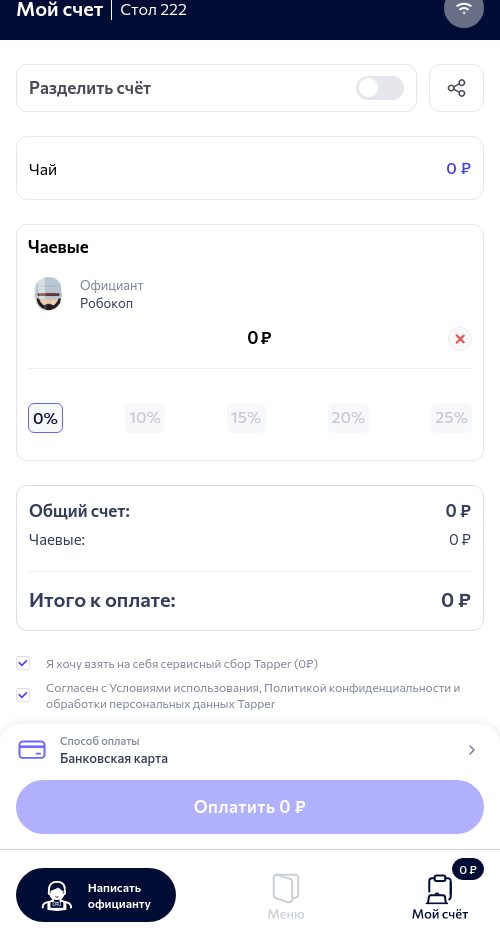 Мой счет | Стол 222
Разделить счёт
Чай 0 ₽
Чаевые
Официант
Робокоп
0 ₽
0% 10% 15% 20% 25%
Общий счет: 0 ₽
Чаевые: 0 ₽
Итого к оплате: 0 ₽
Я хочу взять на себя сервисный сбор Tapper (0₽)
Согласен с Условиями использования, Политикой конфиденциальности и
обработки персональных данных Tapper
Способ оплаты
Банковская карта
Оплатить 0 ₽
0 ₽
Написать
официанту
Меню
Мой счёт